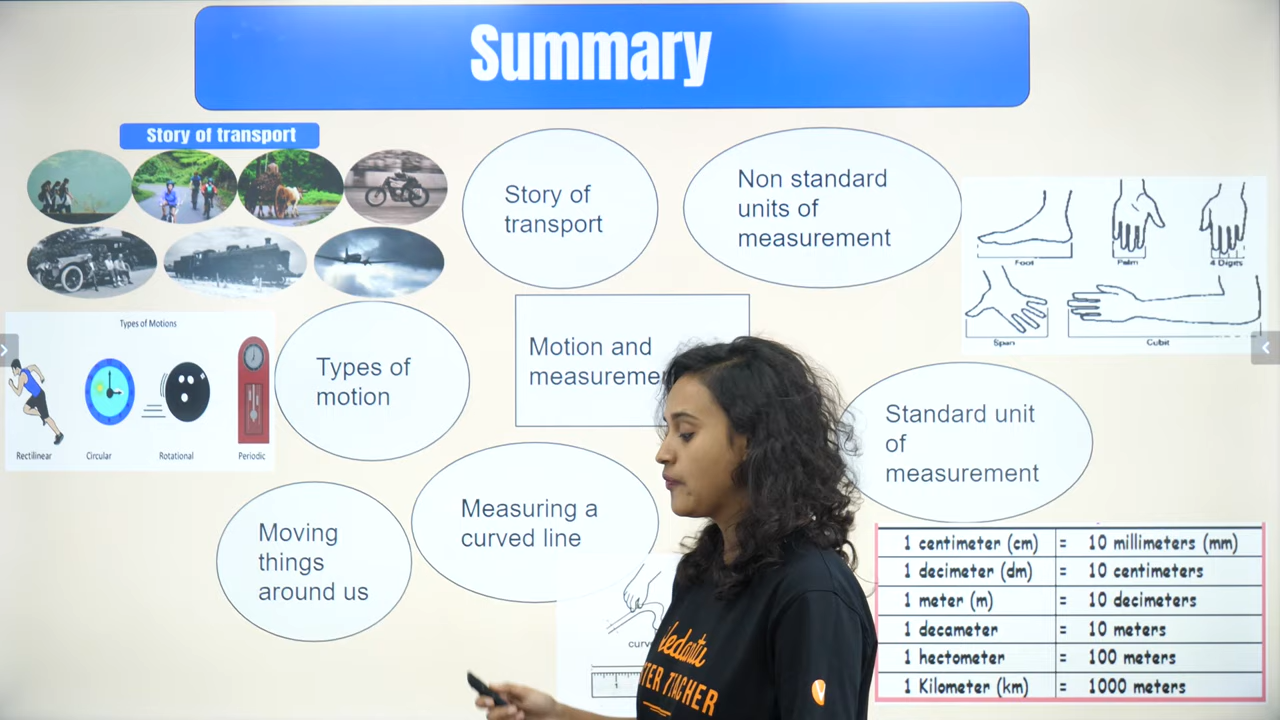 Summary
Story of transport
Story of
transport
Non standard
units of
measurement
Foot
Palm
4 Digits
Span
Cubit
Types of Motions
Rectilinear
Circular
Rotational
Periodic
Types of
motion
Motion and
Standard unit
of
measurement
Moving
things
around us
Measuring a
curved line
1 centimeter (cm) = 10 millimeters (mm)
1 decimeter (dm) = 10 centimeters
1 meter (m) = 10 decimeters
1 decameter = 10 meters
1 hectometer = 100 meters
1 Kilometer (km) = 1000 meters
Vedantu